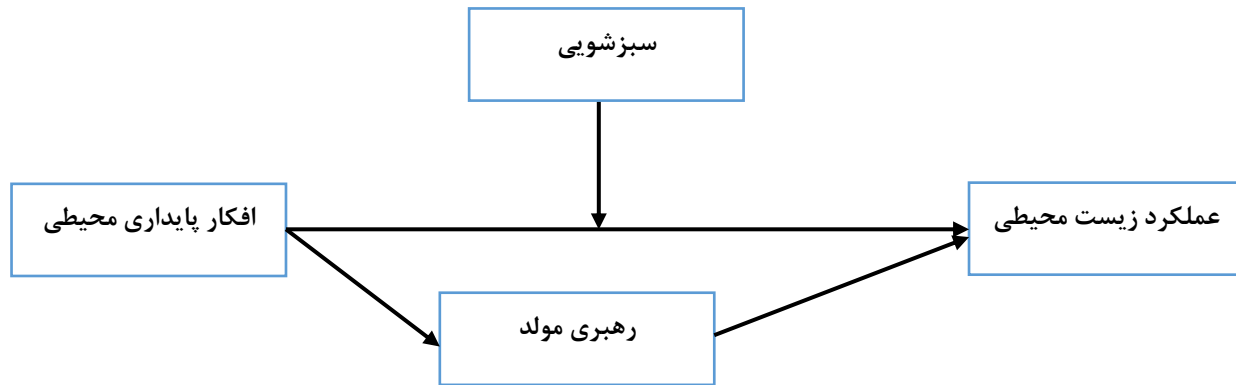 سبزشویی
افکار پایداری محیطی
عملکرد زیست محیطی
رهبری مولد